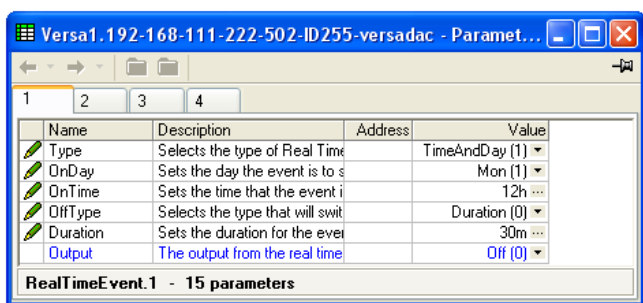 Versa1.192-168-111-222-502-ID255-versadac - Paramet...
1 2 3 4
Name Description Address Value
Type Selects the type of Real Time TimeAndDay (1)
OnDay Sets the day the event is to s Mon (1)
OnTime Sets the time that the event i 12h ...
OffType Selects the type that will swit Duration (0)
Duration Sets the duration for the ever 30m ...
Output The output from the real time Off (0)
RealTimeEvent.1 - 15 parameters